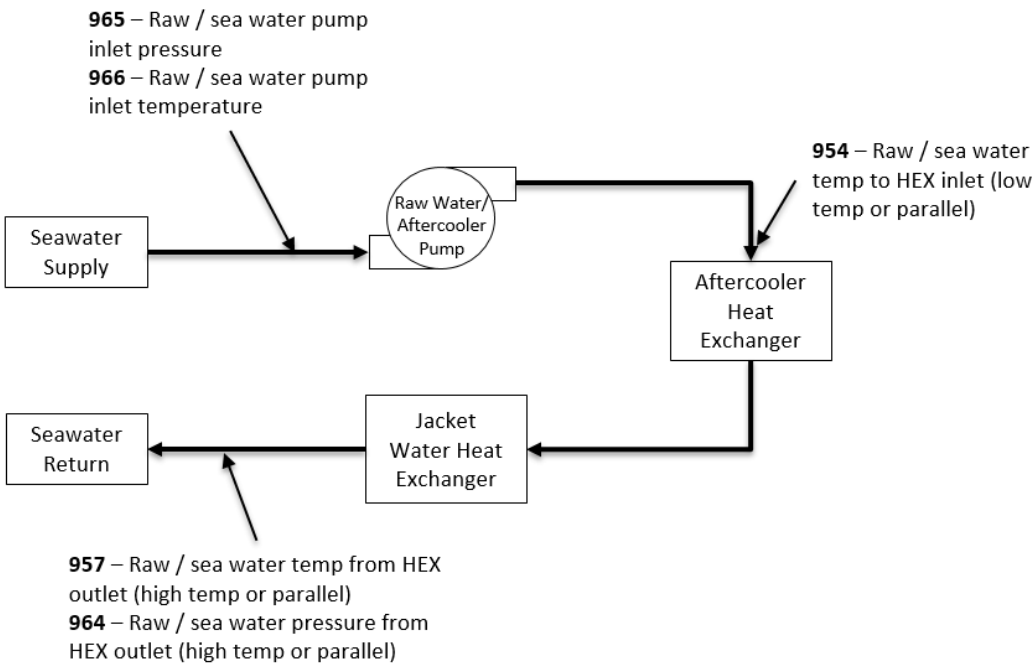 965 – Raw / sea water pump
inlet pressure
966 – Raw / sea water pump
inlet temperature
954 – Raw / sea water
temp to HEX inlet (low
temp or parallel)
Raw Water/
Aftercooler
Pump
Seawater
Supply
Aftercooler
Heat
Exchanger
Jacket
Water Heat
Exchanger
Seawater
Return
957 – Raw / sea water temp from HEX
outlet (high temp or parallel)
964 – Raw / sea water pressure from
HEX outlet (high temp or parallel)